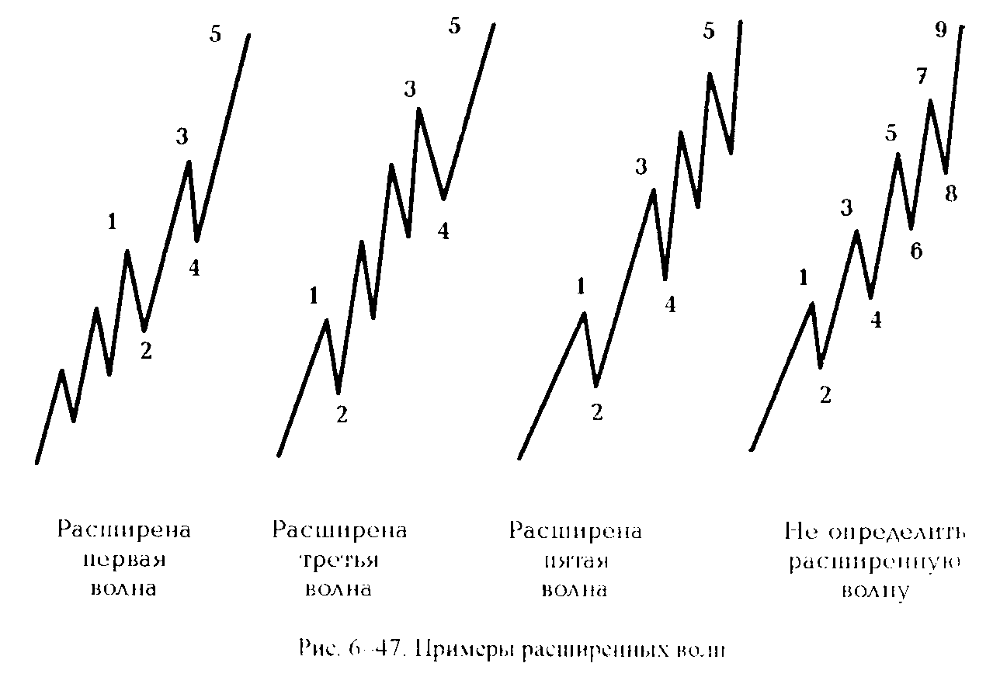 5
3
1
4
2
5
3
4
1
2
5
3
1
4
2
9
7
5
8
3
6
1
4
2
Расширена
первая
волна
Расширена
третья
волна
Расширена
пятая
волна
Не определить
расширенную
волну
Рис. 6-47. Примеры расширенных волн